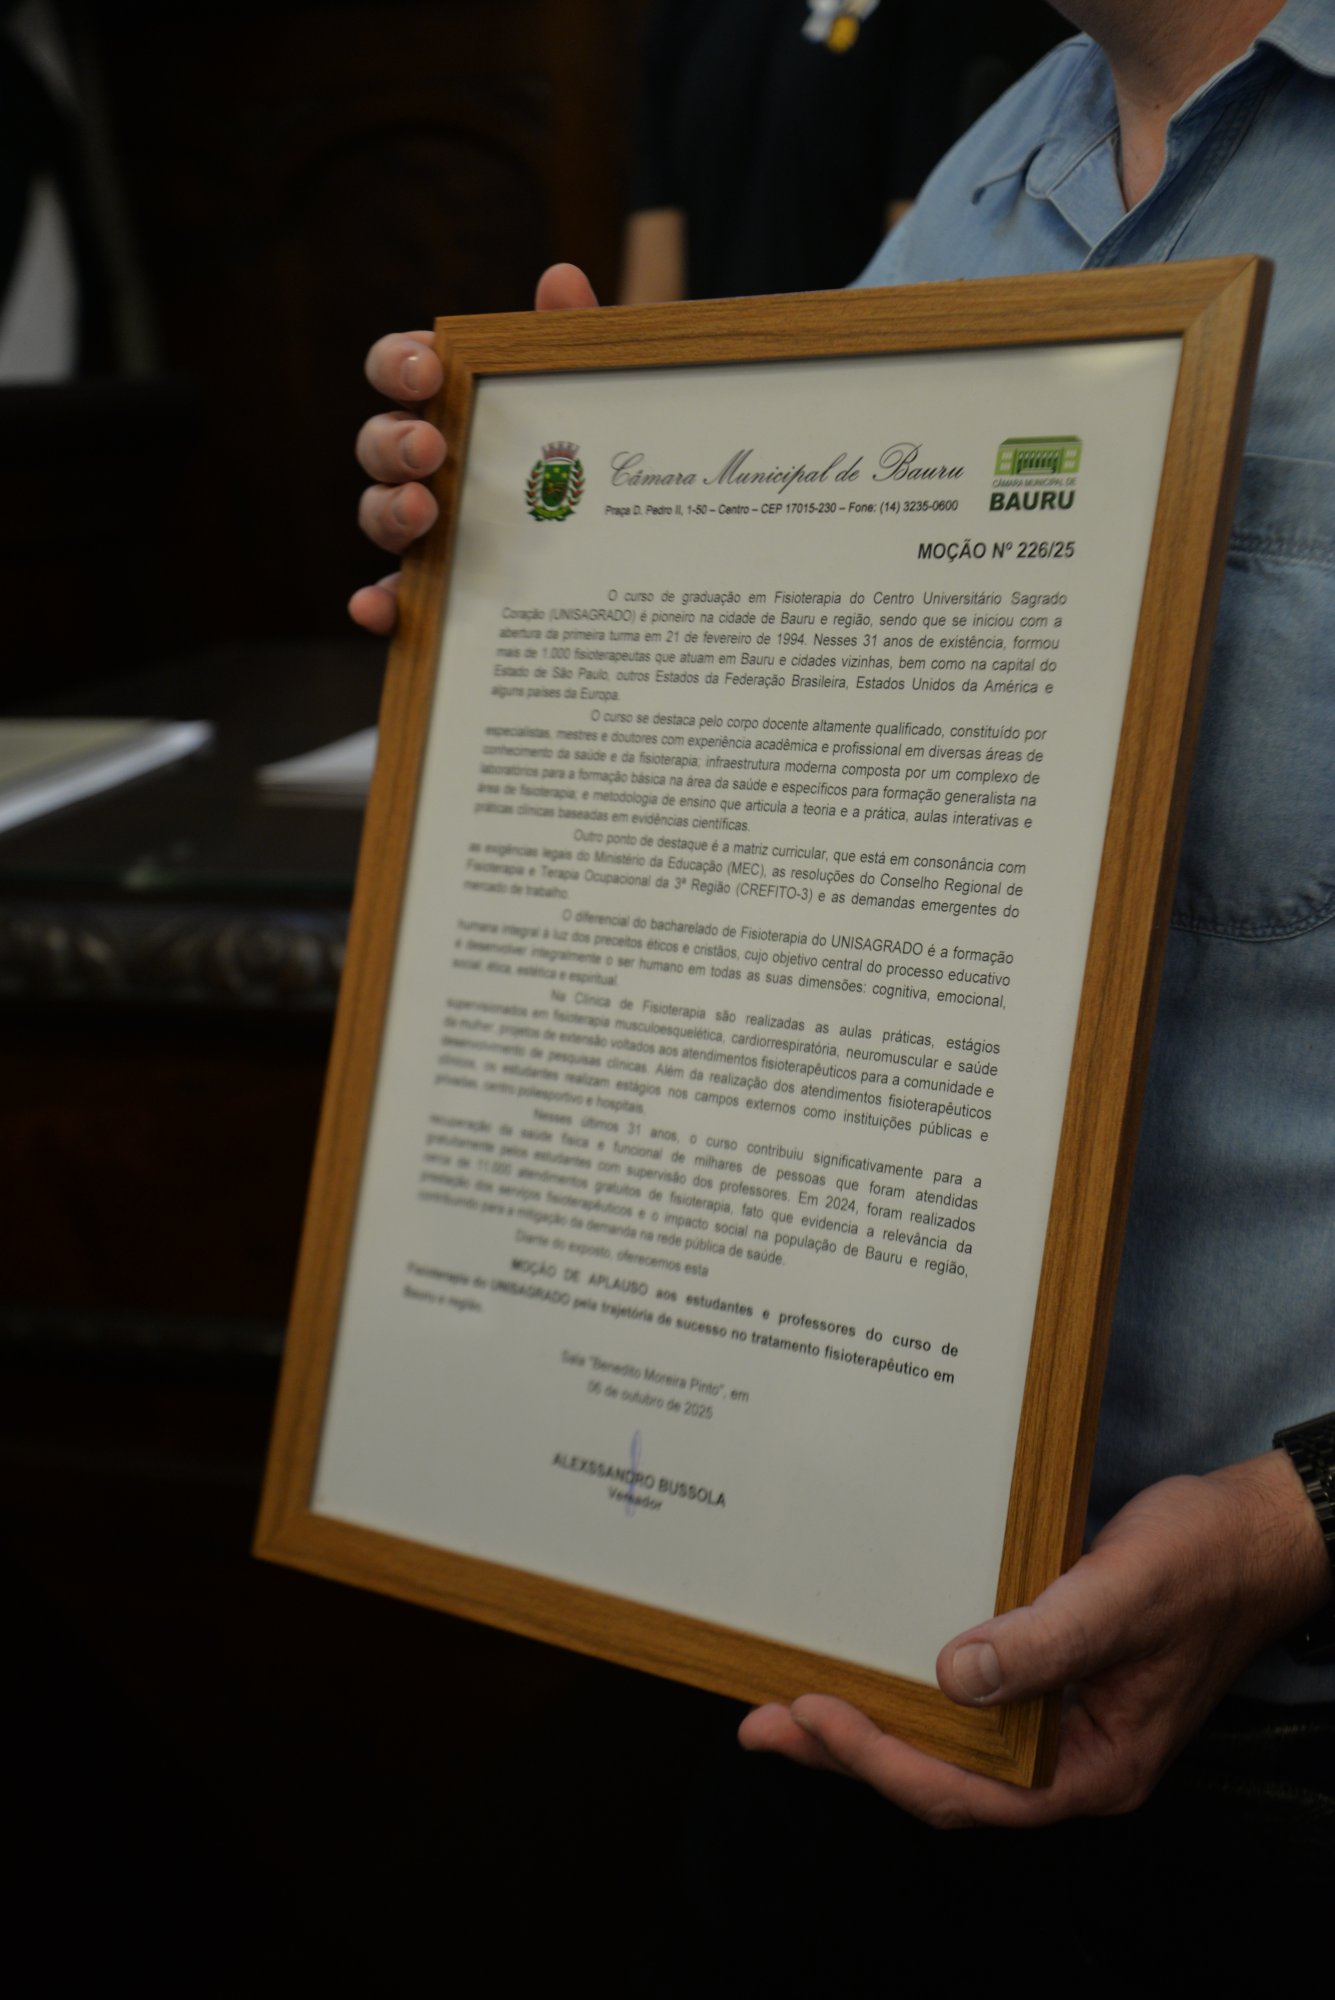 Câmara Municipal de Bauru
Praça D. Pedro II, 1-50 – Centro – CEP 17015-230 – Fone: (14) 3235-0600
CÂMARA MUNICIPAL DE
BAURU
MOÇÃO Nº 226/25
O curso de graduação em Fisioterapia do Centro Universitário Sagrado
Coração (UNISAGRADO) é pioneiro na cidade de Bauru e região, sendo que se iniciou com a
abertura da primeira turma em 21 de fevereiro de 1994. Nesses 31 anos de existência, formou
mais de 1.000 fisioterapeutas que atuam em Bauru e cidades vizinhas, bem como na capital do
Estado de São Paulo, outros Estados da Federação Brasileira, Estados Unidos da América e
alguns países da Europa.
O curso se destaca pelo corpo docente altamente qualificado, constituído por
especialistas, mestres e doutores com experiência acadêmica e profissional em diversas áreas de
conhecimento da saúde e da fisioterapia; infraestrutura moderna composta por um complexo de
laboratórios para a formação básica na área da saúde e específicos para formação generalista na
área de fisioterapia; e metodologia de ensino que articula a teoria e a prática, aulas interativas e
práticas clínicas baseadas em evidências científicas.
Outro ponto de destaque é a matriz curricular, que está em consonância com
as exigências legais do Ministério da Educação (MEC), as resoluções do Conselho Regional de
Fisioterapia e Terapia Ocupacional da 3ª Região (CREFITO-3) e as demandas emergentes do
mercado de trabalho.
O diferencial do bacharelado de Fisioterapia do UNISAGRADO é a formação
humana integral à luz dos preceitos éticos e cristãos, cujo objetivo central do processo educativo
é desenvolver integralmente o ser humano em todas as suas dimensões: cognitiva, emocional,
social, ética, estética e espiritual.
Na Clínica de Fisioterapia são realizadas as aulas práticas, estágios
supervisionados em fisioterapia musculoesquelética, cardiorrespiratória, neuromuscular e saúde
da mulher, projetos de extensão voltados aos atendimentos fisioterapêuticos para a comunidade e
desenvolvimento de pesquisas clínicas. Além da realização dos atendimentos fisioterapêuticos
clínicos, os estudantes realizam estágios nos campos externos como instituições públicas e
privadas, centro poliesportivo e hospitais.
Nesses últimos 31 anos, o curso contribuiu significativamente para a
recuperação da saúde física e funcional de milhares de pessoas que foram atendidas
gratuitamente pelos estudantes com supervisão dos professores. Em 2024, foram realizados
cerca de 11.000 atendimentos gratuitos de fisioterapia, fato que evidencia a relevância da
prestação dos serviços fisioterapêuticos e o impacto social na população de Bauru e região,
contribuindo para a mitigação da demanda na rede pública de saúde.
Diante do exposto, oferecemos esta
MOÇÃO DE APLAUSO aos estudantes e professores do curso de
Fisioterapia do UNISAGRADO pela trajetória de sucesso no tratamento fisioterapêutico em
Bauru e região.
Sala "Benedito Moreira Pinto", em
06 de outubro de 2025
ALEXSSANDRO BUSSOLA
Vereador